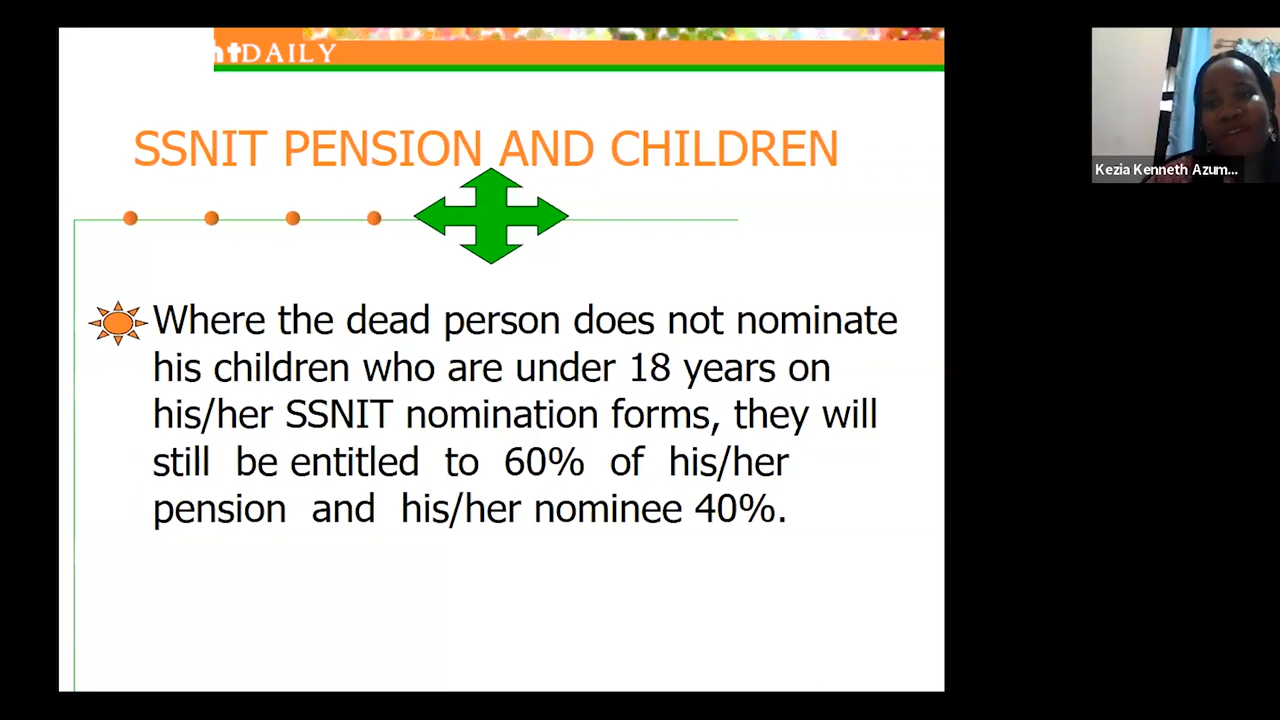 DAILY
SSNIT PENSION AND CHILDREN
Kezia Kenneth Azum...
Where the dead person does not nominate
his children who are under 18 years on
his/her SSNIT nomination forms, they will
still be entitled to 60% of his/her
pension and his/her nominee 40%.